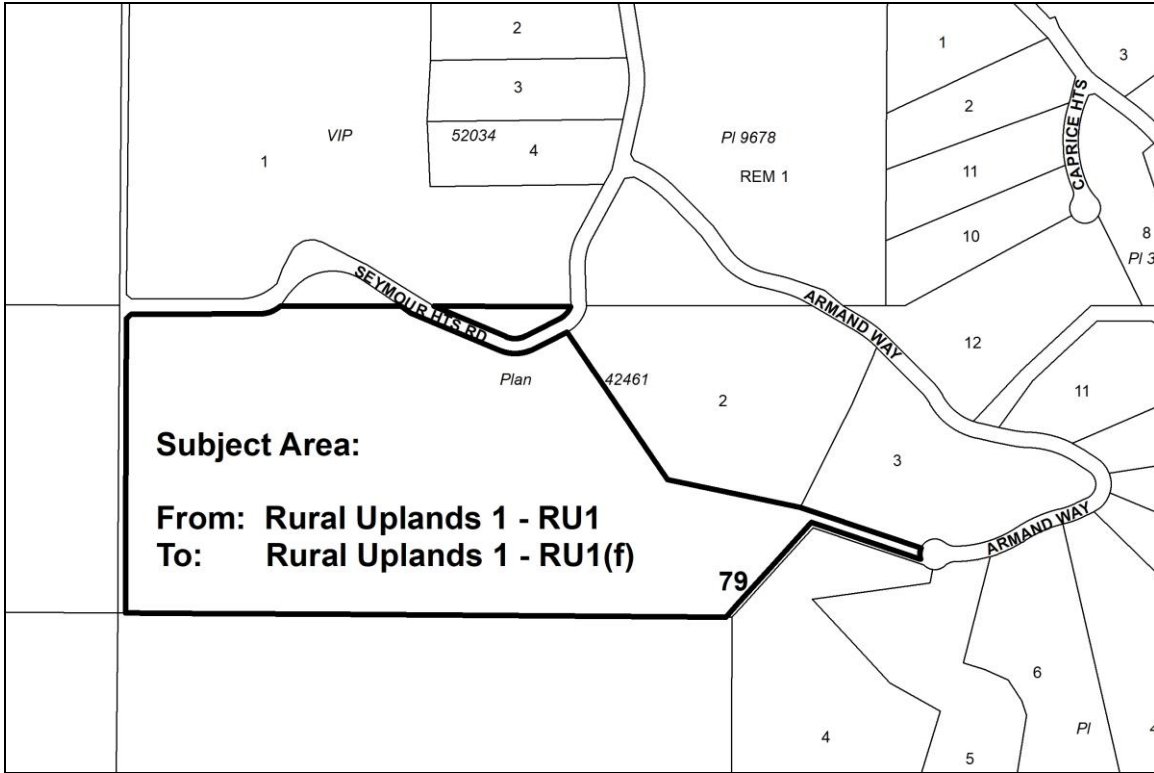 2
1
3
3
CAPRICE HTS
2
VIP
52034
4
Pl 9678
1
REM 1
11
10
8
Pl 3
SEYMOUR HTS RD
ARMAND WAY
12
Plan
42461
2
11
Subject Area:
3
From: Rural Uplands 1 - RU1
To: Rural Uplands 1 - RU1(f)
ARMAND WAY
79
6
4
Pl
5